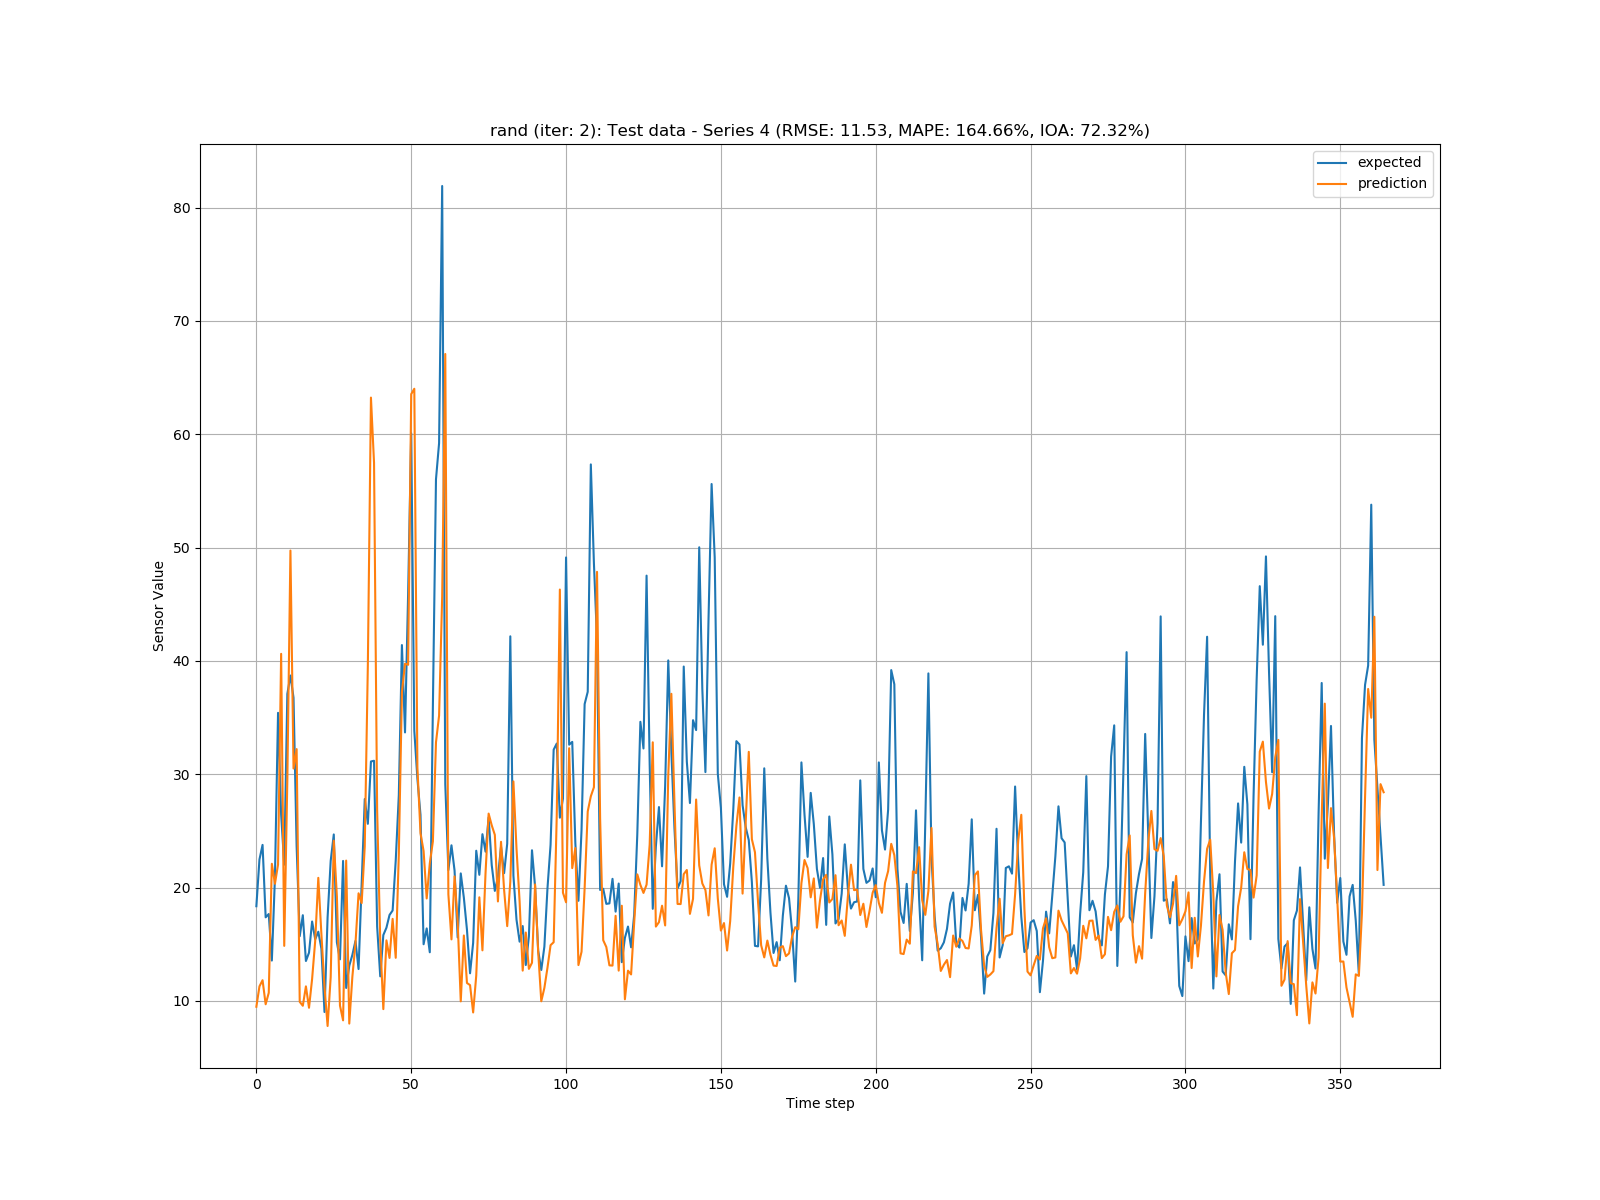 rand (iter: 2): Test data - Series 4 (RMSE: 11.53, MAPE: 164.66%, IOA: 72.32%)
expected
prediction
80
70
60
50
40
30
20
10
Sensor Value
0 50 100 150 200 250 300 350
Time step